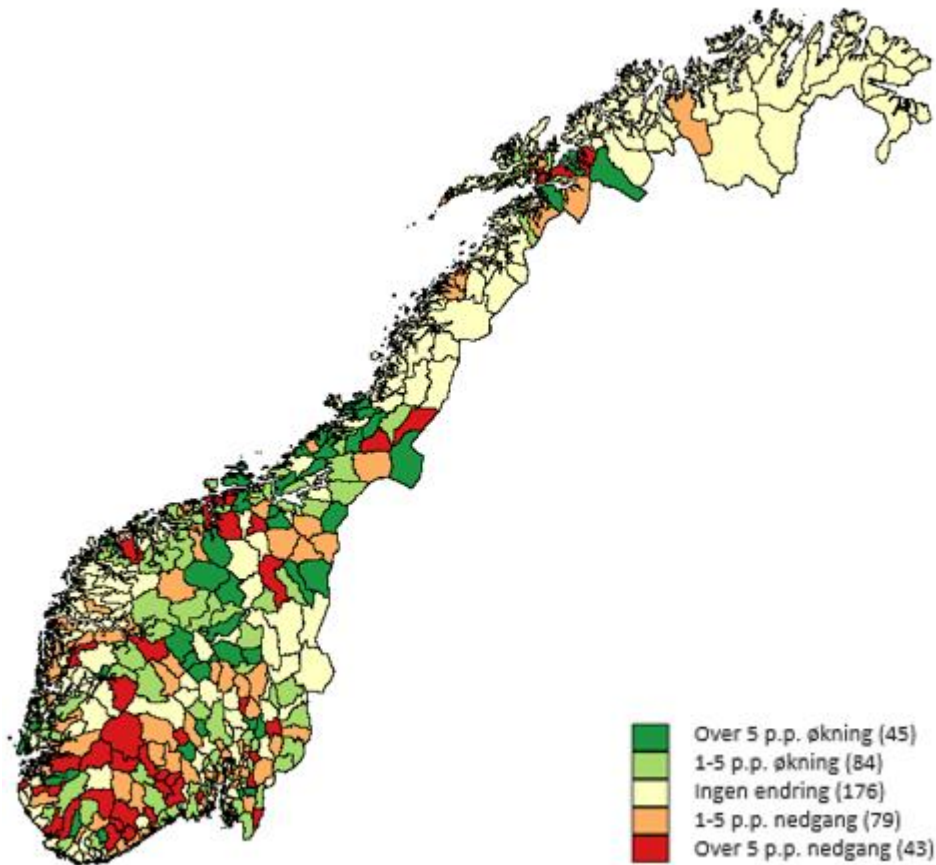 Over 5 p.p. økning (45)
1-5 p.p. økning (84)
Ingen endring (176)
1-5 p.p. nedgang (79)
Over 5 p.p. nedgang (43)